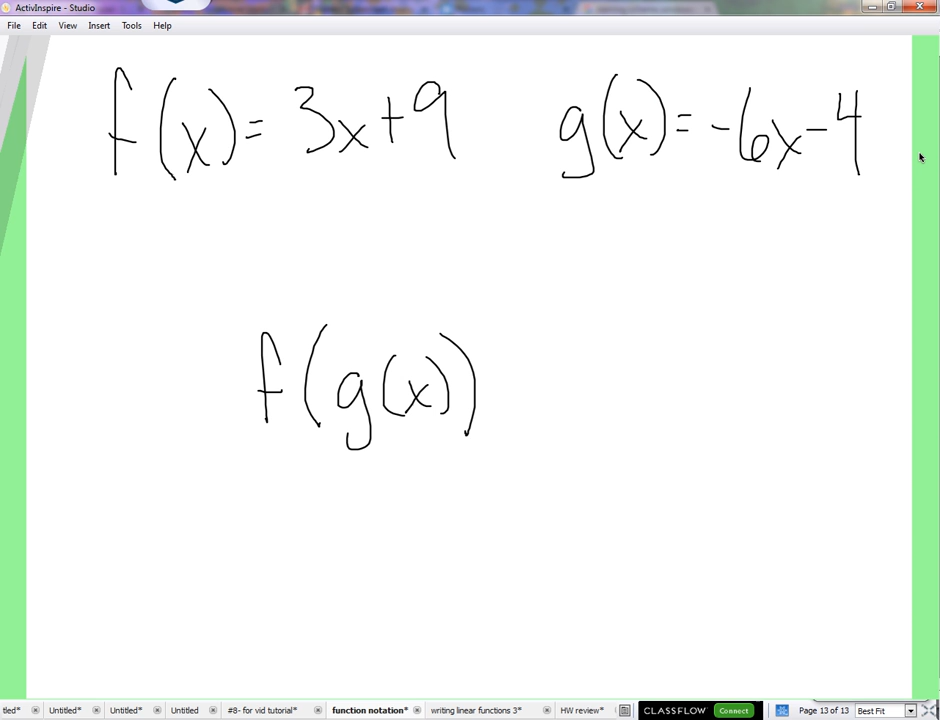 ActivInspire - Studio
File Edit View Insert Tools Help
f(x)= 3x+9 g(x)= -6x-4
f(g(x))
tled* Untitled* Untitled* Untitled #8- for vid tutorial* function notation* writing linear functions 3* HW review* CLASSFLOW Connect Page 13 of 13 Best Fit